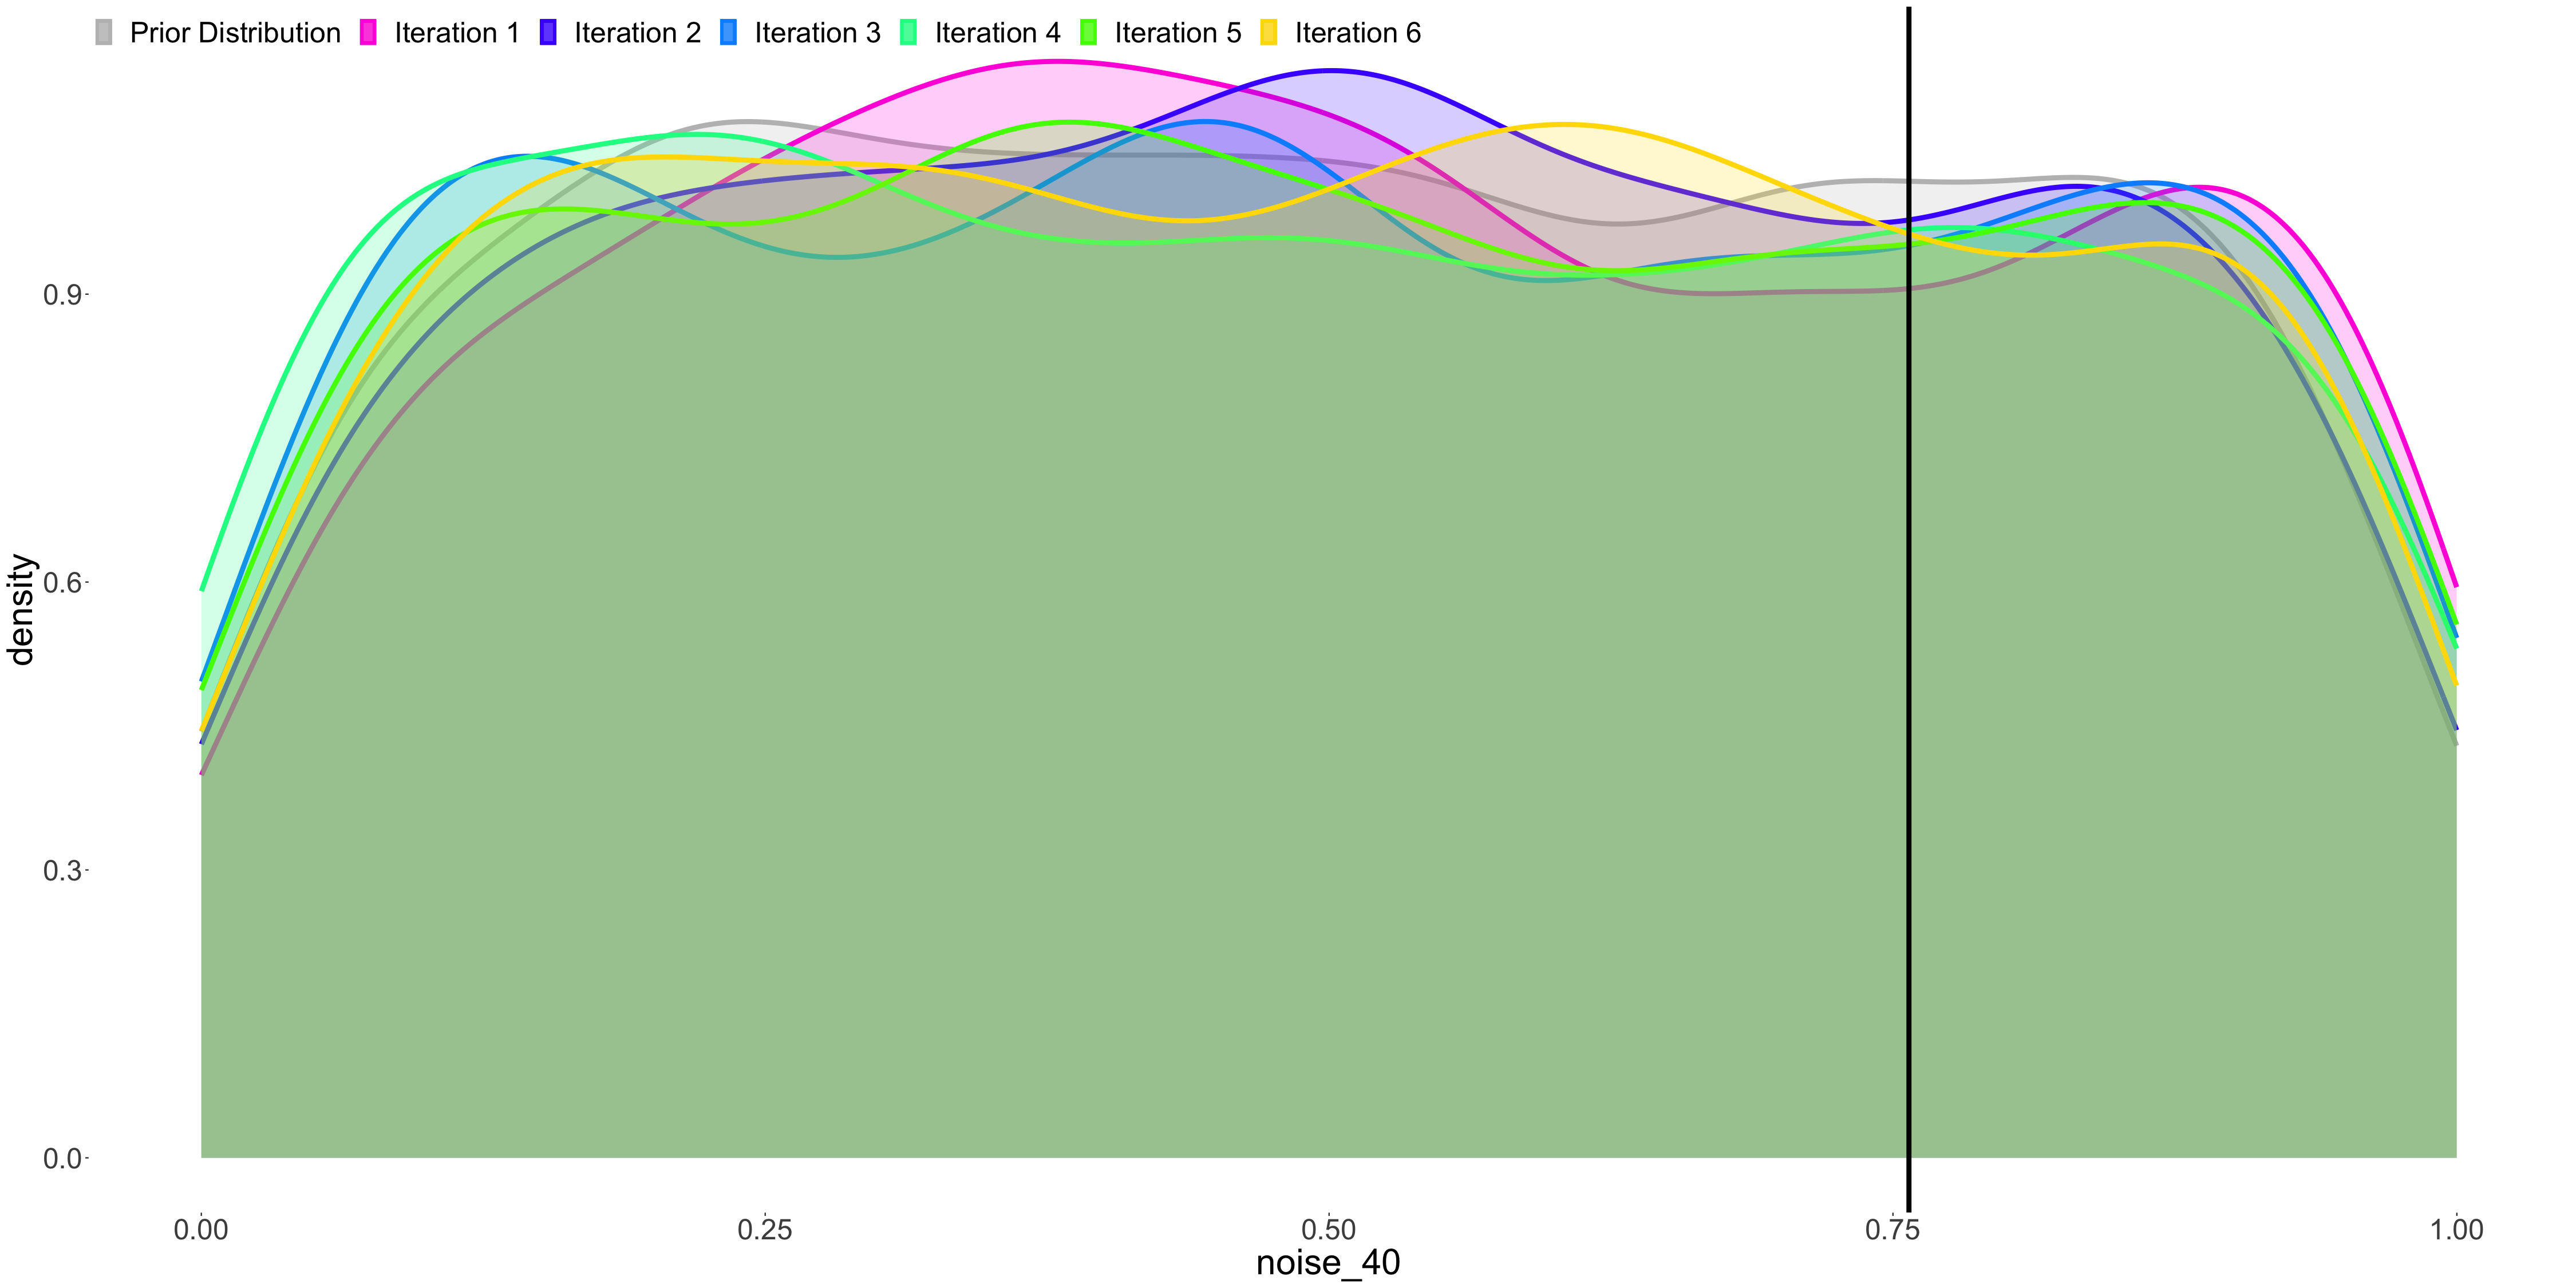 Prior Distribution Iteration 1 Iteration 2 Iteration 3 Iteration 4 Iteration 5 Iteration 6
density
0.9
0.6
0.3
0.0
0.00 0.25 0.50 0.75 1.00
noise_40